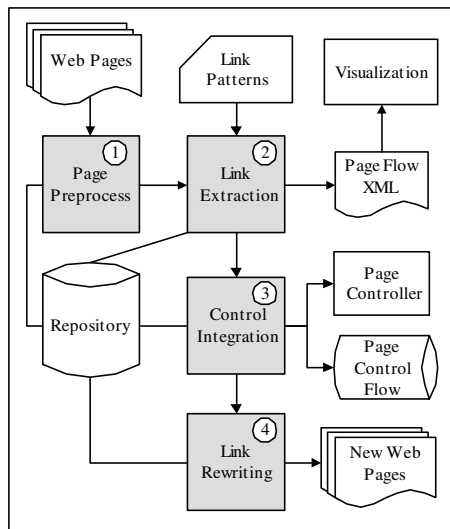 Web Pages
Link
Patterns
Visualization
1
Page
Preprocess
2
Link
Extraction
Page Flow
XML
Repository
3
Control
Integration
Page
Controller
Page
Control
Flow
4
Link
Rewriting
New Web
Pages